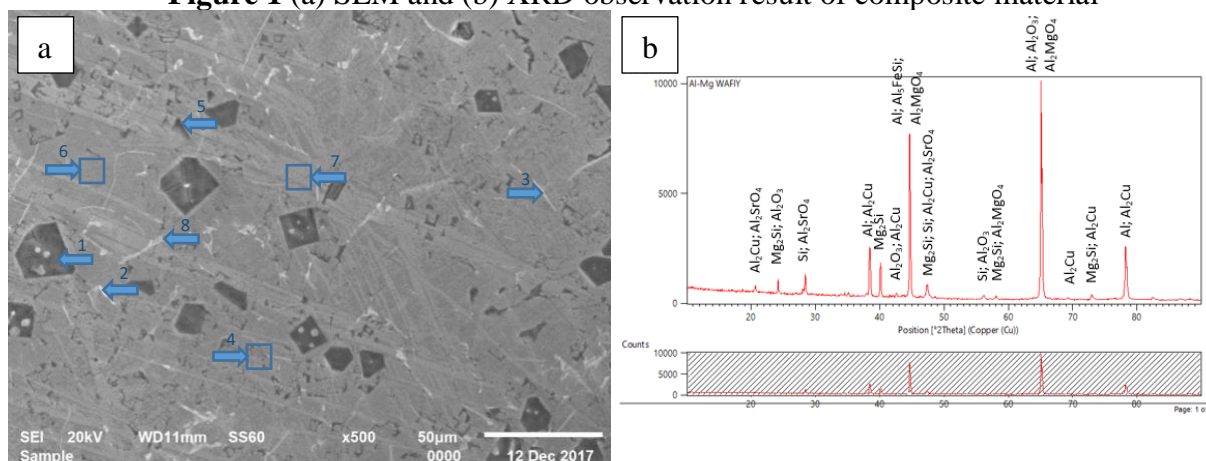 Figure 1 (a) SEM and (b) XRD observation result of composite material
a
5
6
7
3
8
1
2
4
SEI 20kV WD11mm SS60 x500 50µm
Sample 0000 12 Dec 2017
b
Al-Mg WAFIY
10000
5000
0
Al₂Cu; Al₂SrO₄
Mg₂Si; Al₂O₃
Si; Al₂SrO₄
Al; Al₂Cu
Mg₂Si
Al₂O₃; Al₂Cu
Al; Al₅FeSi;
Al₂MgO₄
Mg₂Si; Si; Al₂Cu; Al₂SrO₄
Si; Al₂O₃
Mg₂Si; Al₂MgO₄
Al; Al₂O₃;
Al₂MgO₄
Al₂Cu
Mg₂Si; Al₂Cu
Al; Al₂Cu
20 30 40 50 60 70 80
Position [°2Theta] (Copper (Cu))
Counts
10000
5000
0
20 30 40 50 60 70 80
Page: 1 of